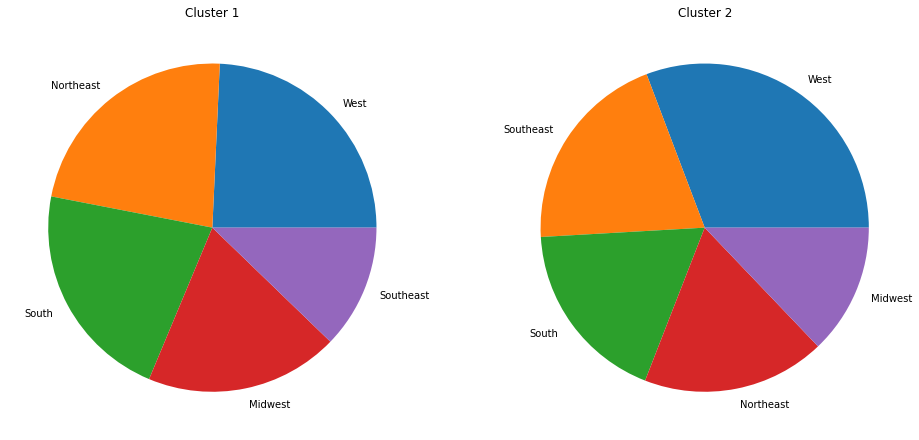 Cluster 1
Northeast
West
South
Southeast
Midwest
Cluster 2
West
Southeast
South
Midwest
Northeast